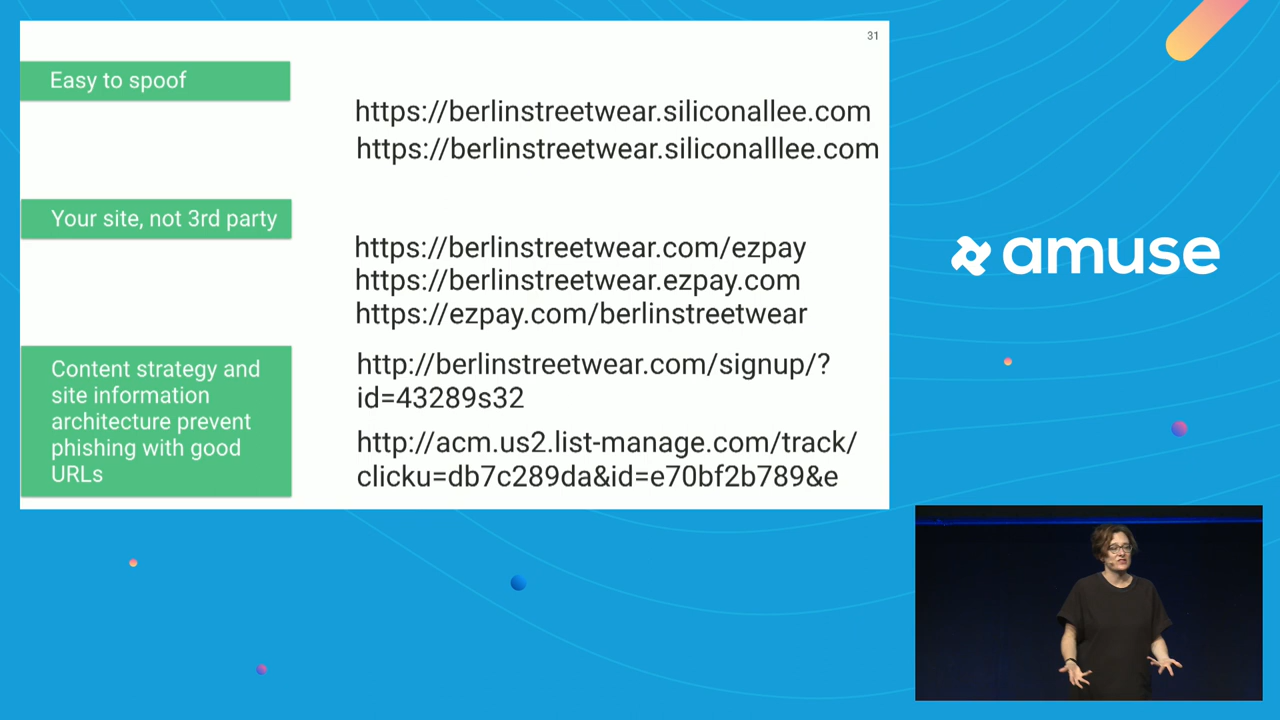 31
Easy to spoof
https://berlinstreetwear.siliconallee.com
https://berlinstreetwear.siliconalllee.com
Your site, not 3rd party
https://berlinstreetwear.com/ezpay
https://berlinstreetwear.ezpay.com
https://ezpay.com/berlinstreetwear
Content strategy and
site information
architecture prevent
phishing with good
URLs
http://berlinstreetwear.com/signup/?
id=43289s32
http://acm.us2.list-manage.com/track/
clicku=db7c289da&id=e70bf2b789&e
amuse